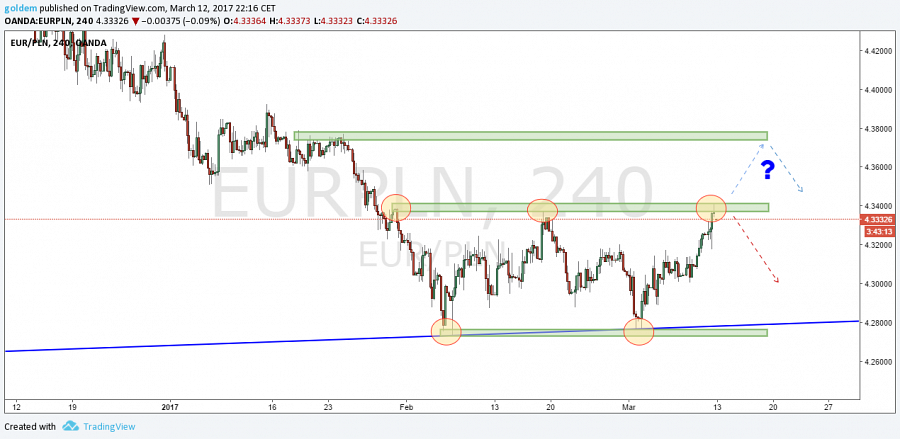 goldem published on TradingView.com, March 12, 2017 22:16 CET
OANDA:EURPLN, 240 4.33326 ▼ −0.00375 (−0.09%) O:4.33364 H:4.33373 L:4.33323 C:4.33326
EUR/PLN, 240, OANDA
4.42000
4.40000
4.38000
4.36000
?
EURPLN, 240
4.34000
4.33326
3:43:13
EUR/PLN
4.32000
4.30000
4.28000
4.26000
12 19 2017 16 23 Feb 13 20 Mar 13 20 27
Created with TradingView